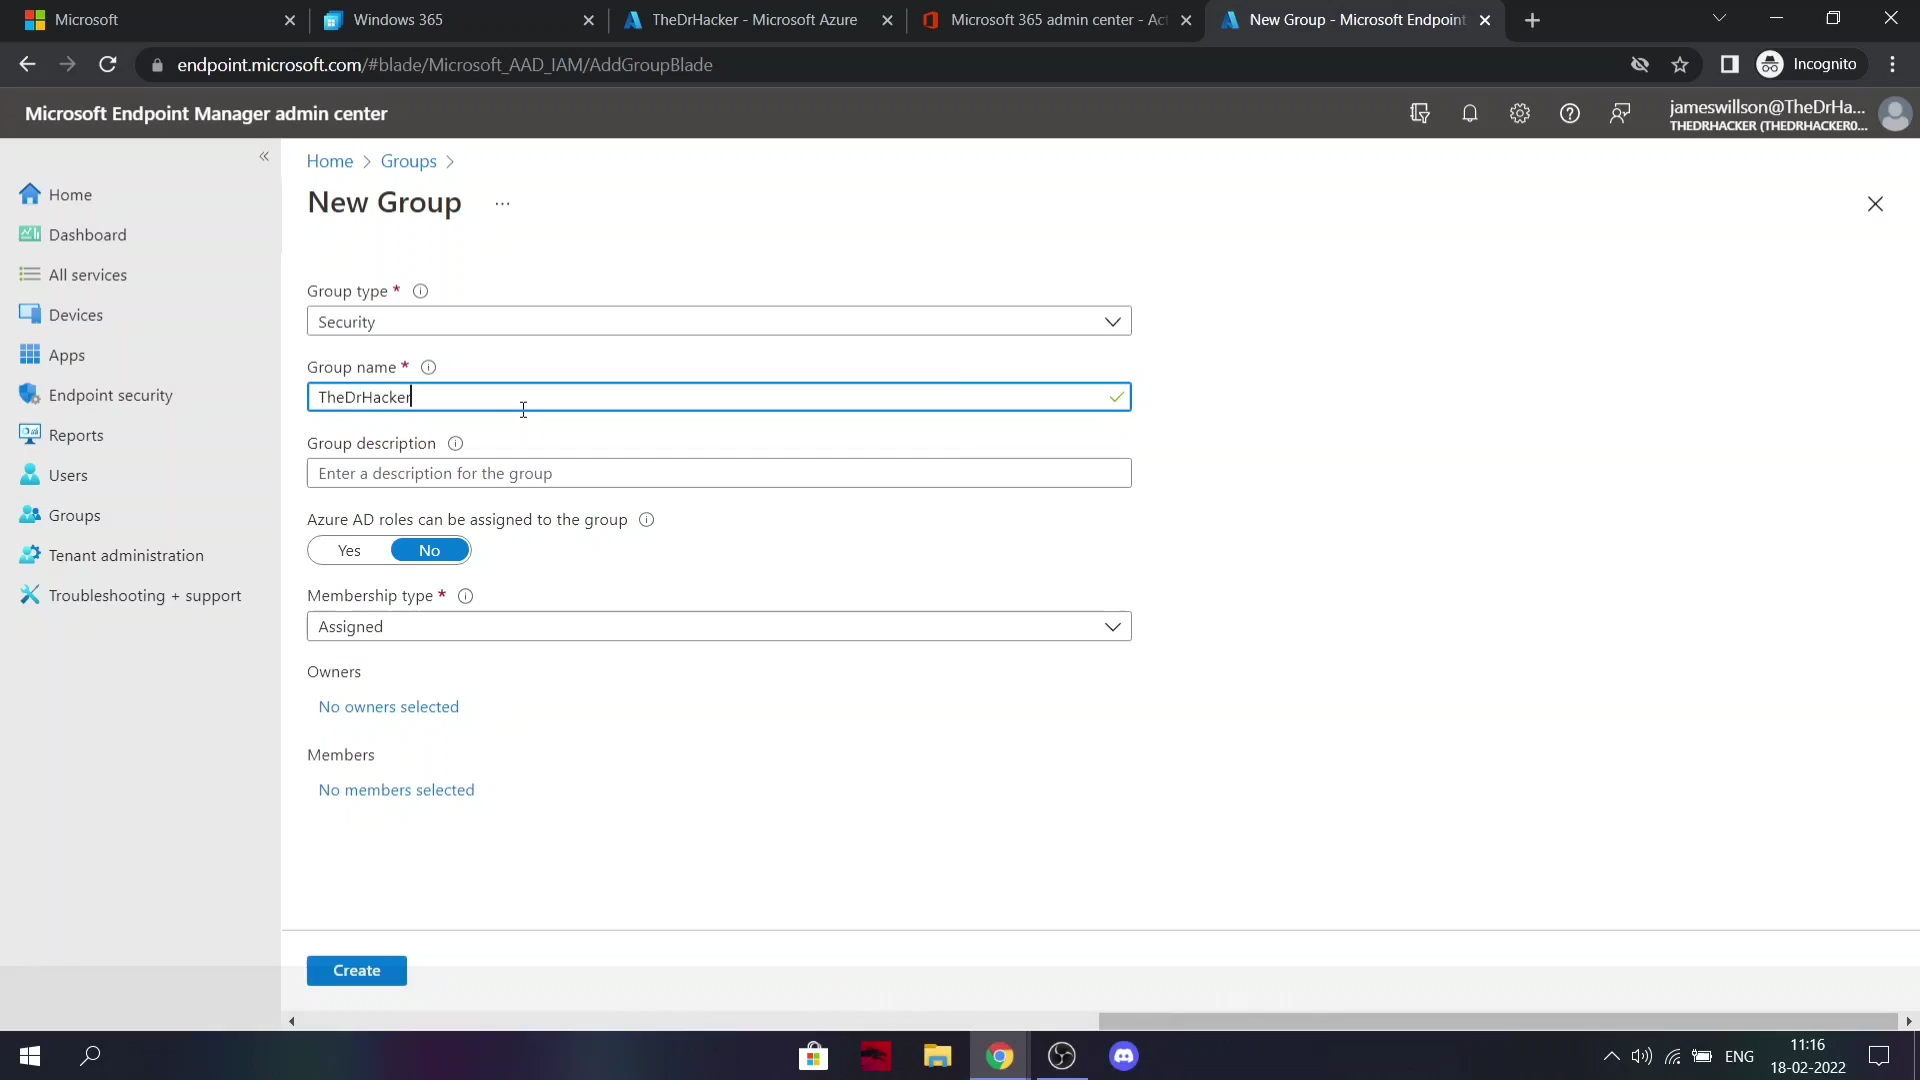 Microsoft
Windows 365
TheDrHacker - Microsoft Azure
Microsoft 365 admin center - Ac
New Group - Microsoft Endpoint
endpoint.microsoft.com/#blade/Microsoft_AAD_IAM/AddGroupBlade
Incognito
Microsoft Endpoint Manager admin center
jameswillson@TheDrHa...
THEDRHACKER (THEDRHACKER0...
Home > Groups >
New Group ...
Home
Dashboard
All services
Devices
Apps
Endpoint security
Reports
Users
Groups
Tenant administration
Troubleshooting + support
Group type *
Security
Group name *
TheDrHacker
Group description
Enter a description for the group
Azure AD roles can be assigned to the group
Yes No
Membership type *
Assigned
Owners
No owners selected
Members
No members selected
Create
ENG
11:16
18-02-2022